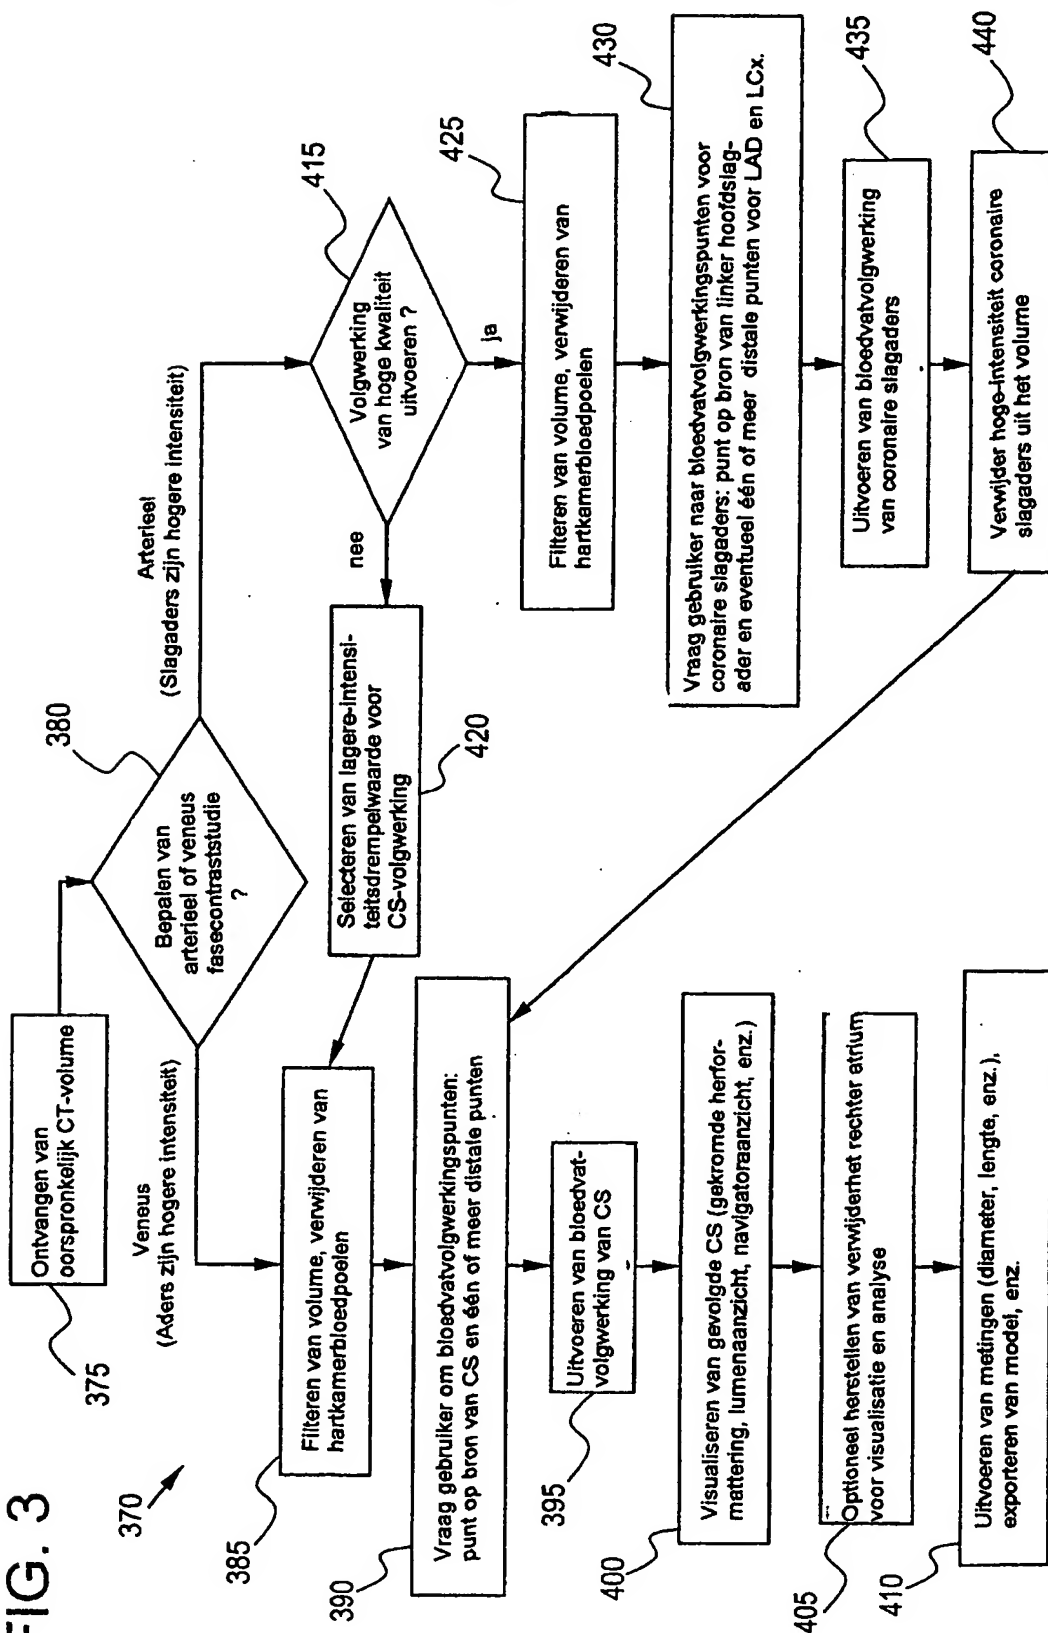 FIG. 3
370
375
Ontvangen van
oorspronkelijk CT-volume
380
Bepalen van
arterieel of veneus
fasecontraststudie
?
Veneus
(Aders zijn hogere intensiteit)
Arterieel
(Slagaders zijn hogere intensiteit)
415
Volgwerking
van hoge kwaliteit
uitvoeren ?
nee
ja
420
Selecteren van lagere-intensi-
teitsdrempelwaarde voor
CS-volgwerking
385
Filteren van volume, verwijderen van
hartkamerbloedpoelen
390
Vraag gebruiker om bloedvatvolgwerkingspunten:
punt op bron van CS en één of meer distale punten
395
Uitvoeren van bloedvat-
volgwerking van CS
400
Visualiseren van gevolgde CS (gekromde herfor-
mattering, lumenaanzicht, navigatoraanzicht, enz.)
405
Optioneel herstellen van verwijderhet rechter atrium
voor visualisatie en analyse
410
Uitvoeren van metingen (diameter, lengte, enz.),
exporteren van model, enz.
425
Filteren van volume, verwijderen van
hartkamerbloedpoelen
430
Vraag gebruiker naar bloedvatvolgwerkingspunten voor
coronaire slagaders: punt op bron van linker hoofdslag-
ader en eventueel één of meer distale punten voor LAD en LCx.
435
Uitvoeren van bloedvatvolgwerking
van coronaire slagaders
440
Verwijder hoge-intensiteit coronaire
slagaders uit het volume